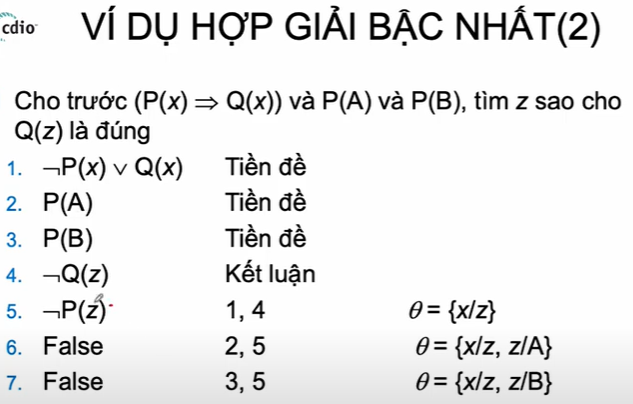 cdio
VÍ DỤ HỢP GIẢI BẬC NHẤT(2)
Cho trước (P(x) ⇒ Q(x)) và P(A) và P(B), tìm z sao cho
Q(z) là đúng
1. ¬P(x) ∨ Q(x) Tiền đề
2. P(A) Tiền đề
3. P(B) Tiền đề
4. ¬Q(z) Kết luận
5. ¬P(z) 1, 4 θ = {x/z}
6. False 2, 5 θ = {x/z, z/A}
7. False 3, 5 θ = {x/z, z/B}